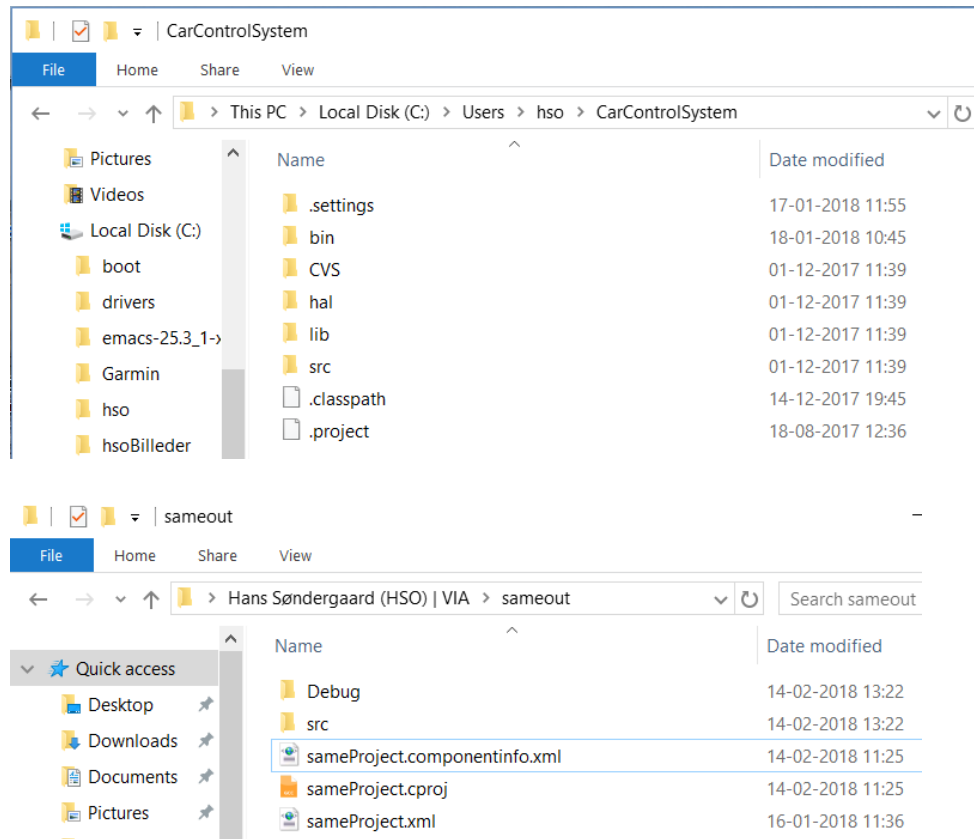 CarControlSystem
File Home Share View
This PC > Local Disk (C:) > Users > hso > CarControlSystem
Name Date modified
Pictures
Videos
Local Disk (C:)
boot
drivers
emacs-25.3_1-x
Garmin
hso
hsoBilleder
.settings 17-01-2018 11:55
bin 18-01-2018 10:45
CVS 01-12-2017 11:39
hal 01-12-2017 11:39
lib 01-12-2017 11:39
src 01-12-2017 11:39
.classpath 14-12-2017 19:45
.project 18-08-2017 12:36
sameout
File Home Share View
Hans Søndergaard (HSO) | VIA > sameout Search sameout
Name Date modified
Quick access
Desktop
Downloads
Documents
Pictures
Debug 14-02-2018 13:22
src 14-02-2018 13:22
sameProject.componentinfo.xml 14-02-2018 11:25
sameProject.cproj 14-02-2018 11:25
sameProject.xml 16-01-2018 11:36